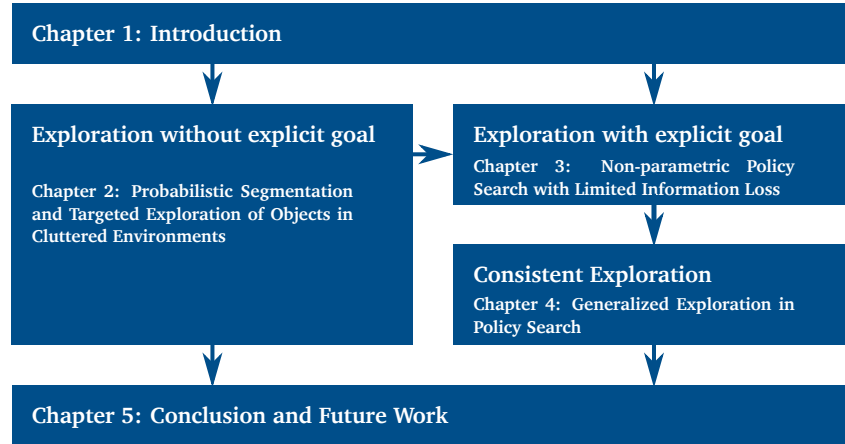 Chapter 1: Introduction
Exploration without explicit goal
Chapter 2: Probabilistic Segmentation
and Targeted Exploration of Objects in
Cluttered Environments
Exploration with explicit goal
Chapter 3: Non-parametric Policy
Search with Limited Information Loss
Consistent Exploration
Chapter 4: Generalized Exploration in
Policy Search
Chapter 5: Conclusion and Future Work